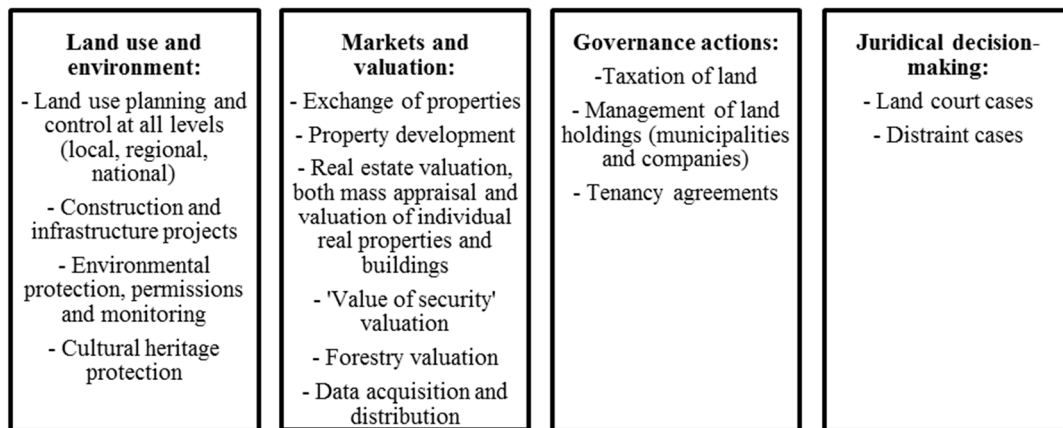 Land use and
environment:
- Land use planning and
control at all levels
(local, regional,
national)
- Construction and
infrastructure projects
- Environmental
protection, permissions
and monitoring
- Cultural heritage
protection
Markets and
valuation:
- Exchange of properties
- Property development
- Real estate valuation,
both mass appraisal and
valuation of individual
real properties and
buildings
- 'Value of security'
valuation
- Forestry valuation
- Data acquisition and
distribution
Governance actions:
-Taxation of land
- Management of land
holdings (municipalities
and companies)
- Tenancy agreements
Juridical decision-
making:
- Land court cases
- Distraint cases